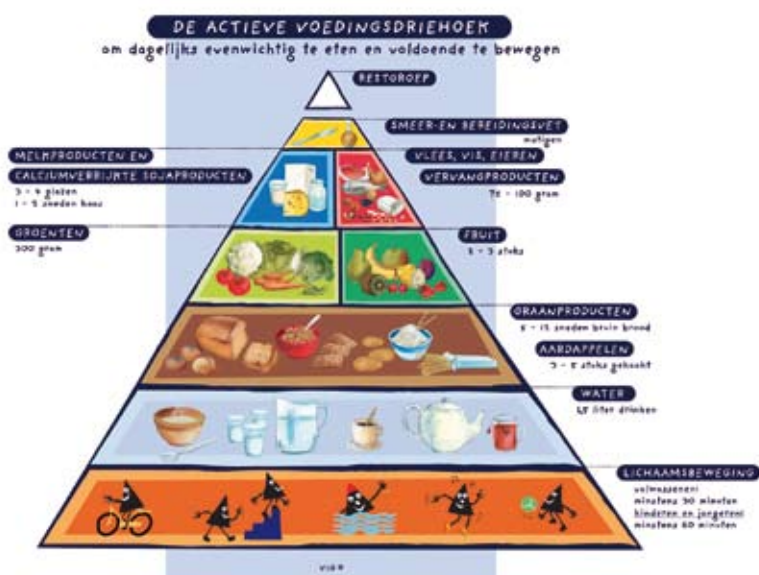 DE ACTIEVE VOEDINGSDRIEHOEK
om dagelijks evenwichtig te eten en voldoende te bewegen
RESTGROEP
SMEER- EN BEREIDINGSVET
matigen
MELKPRODUCTEN EN
CALCIUMVERRIJKTE SOJAPRODUCTEN
3 - 4 glazen
1 - 2 sneden kaas
VLEES, VIS, EIEREN
VERVANGPRODUCTEN
75 - 100 gram
GROENTEN
300 gram
FRUIT
2 - 3 stuks
GRAANPRODUCTEN
5 - 12 sneden bruin brood
AARDAPPELEN
3 - 5 stuks gekookt
WATER
1,5 liter drinken
LICHAAMSBEWEGING
volwassenen:
minstens 30 minuten
kinderen en jongeren:
minstens 60 minuten